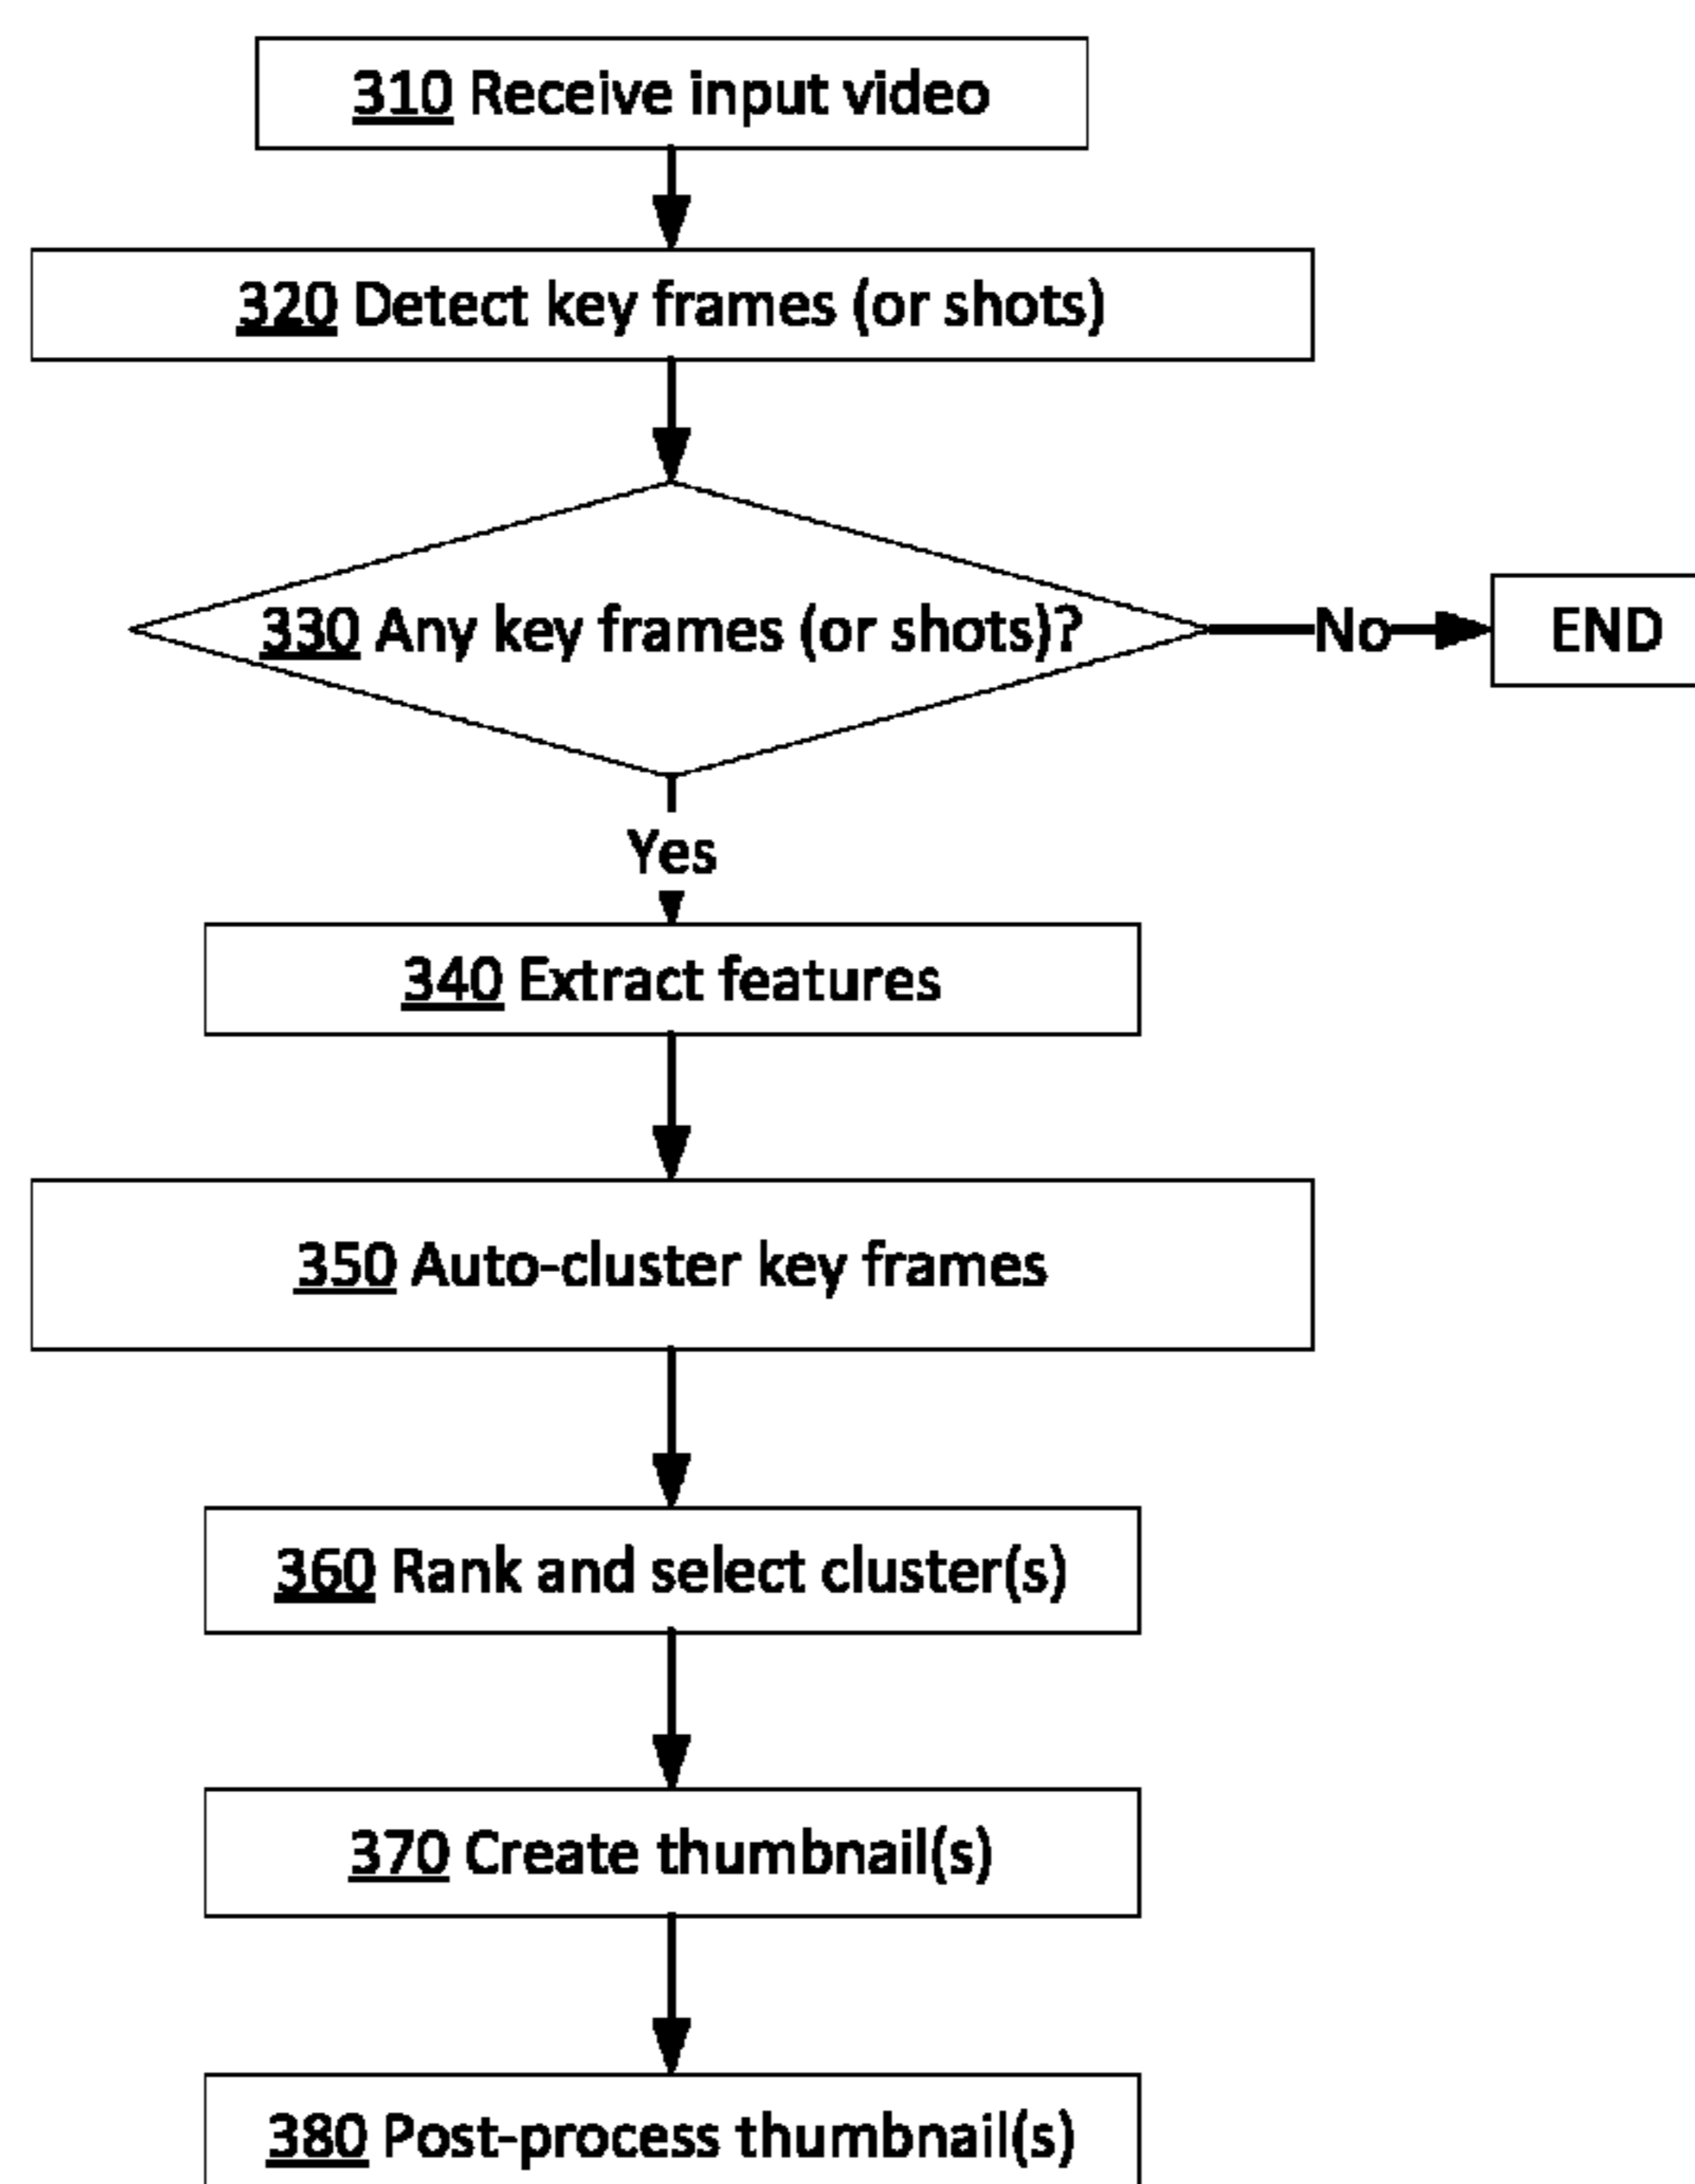 310 Receive input video
320 Detect key frames (or shots)
330 Any key frames (or shots)?
No
END
Yes
340 Extract features
350 Auto-cluster key frames
360 Rank and select cluster(s)
370 Create thumbnail(s)
380 Post-process thumbnail(s)